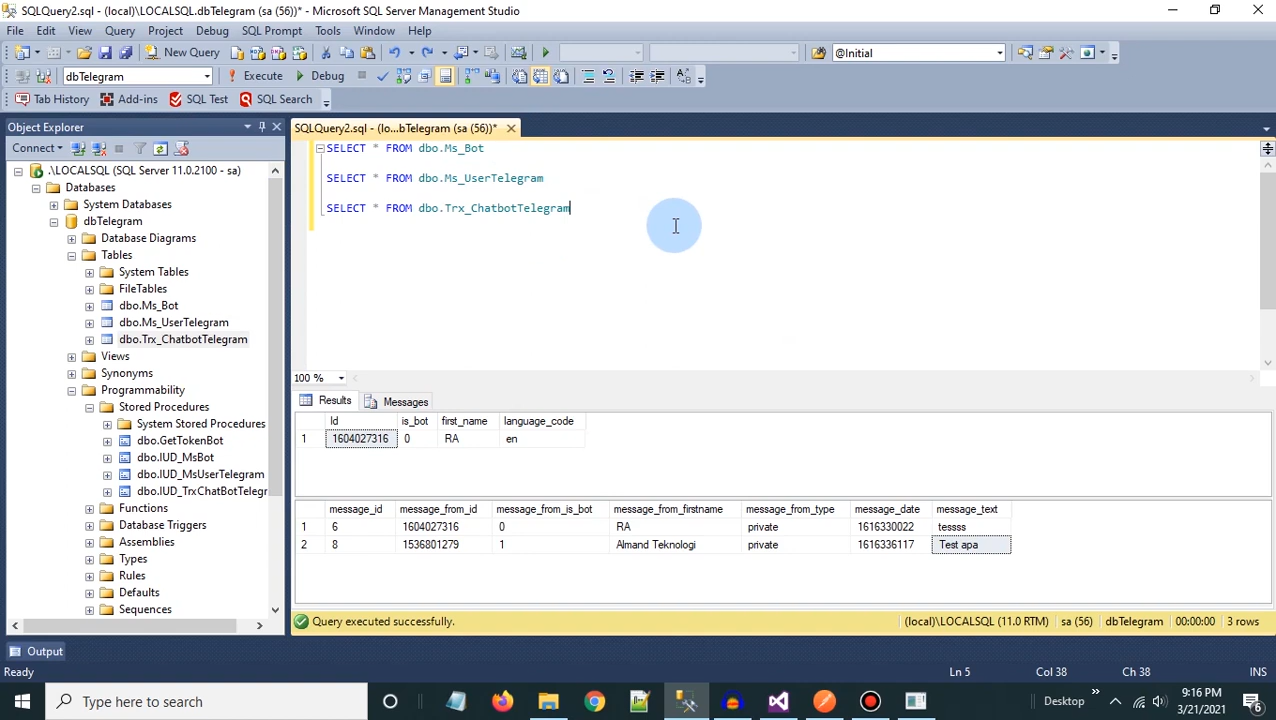 SQLQuery2.sql - (local)\LOCALSQL.dbTelegram (sa (56))* - Microsoft SQL Server Management Studio
File Edit View Query Project Debug SQL Prompt Tools Window Help
New Query @Initial
dbTelegram Execute Debug
Tab History Add-ins SQL Test SQL Search
Object Explorer
Connect
.\LOCALSQL (SQL Server 11.0.2100 - sa)
Databases
System Databases
dbTelegram
Database Diagrams
Tables
System Tables
FileTables
dbo.Ms_Bot
dbo.Ms_UserTelegram
dbo.Trx_ChatbotTelegram
Views
Synonyms
Programmability
Stored Procedures
System Stored Procedures
dbo.GetTokenBot
dbo.IUD_MsBot
dbo.IUD_MsUserTelegram
dbo.IUD_TrxChatBotTelegr
Functions
Database Triggers
Assemblies
Types
Rules
Defaults
Sequences
SQLQuery2.sql - (lo...bTelegram (sa (56))*
SELECT * FROM dbo.Ms_Bot
SELECT * FROM dbo.Ms_UserTelegram
SELECT * FROM dbo.Trx_ChatbotTelegram
100 %
Results Messages
Id is_bot first_name language_code
1 1604027316 0 RA en
message_id message_from_id message_from_is_bot message_from_firstname message_from_type message_date message_text
1 6 1604027316 0 RA private 1616330022 tessss
2 8 1536801279 1 Almand Teknologi private 1616336117 Test apa
Query executed successfully. (local)\LOCALSQL (11.0 RTM) sa (56) dbTelegram 00:00:00 3 rows
Output
Ready Ln 5 Col 38 Ch 38 INS
Type here to search Desktop 9:16 PM
3/21/2021 6